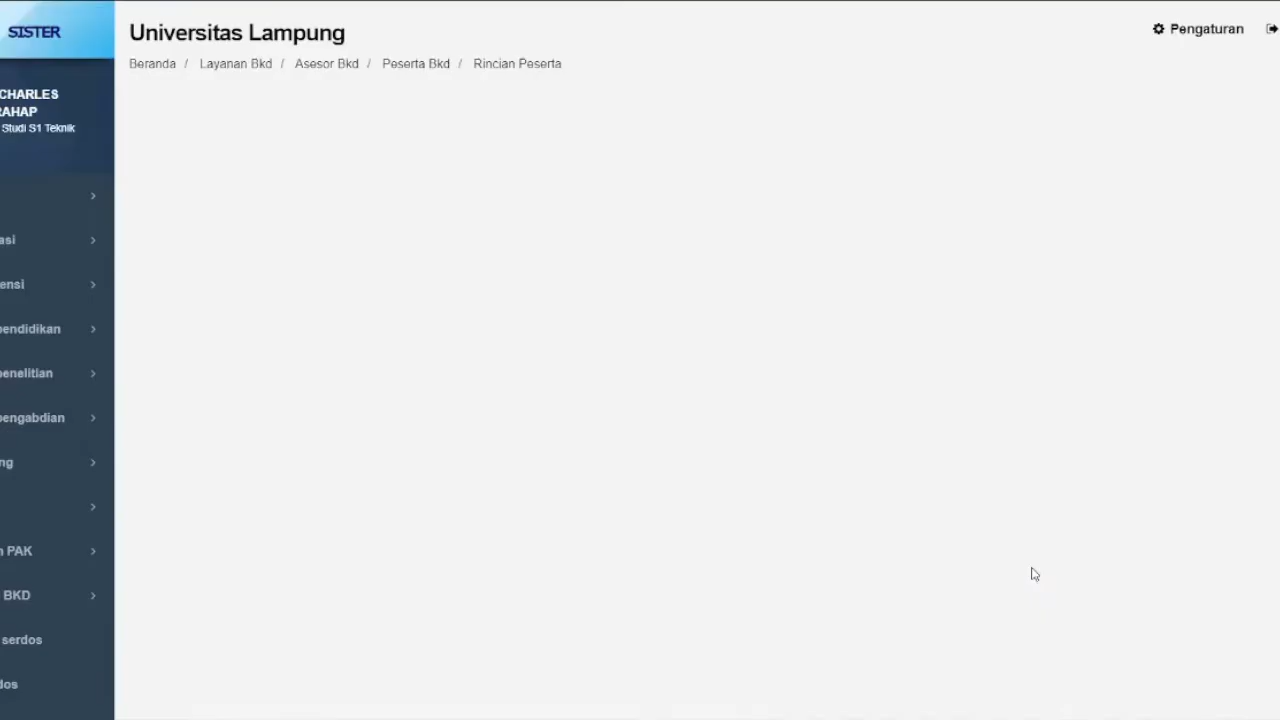 SISTER
Universitas Lampung
Pengaturan
Beranda / Layanan Bkd / Asesor Bkd / Peserta Bkd / Rincian Peserta
CHARLES
RAHAP
Studi S1 Teknik
asi
ensi
pendidikan
penelitian
pengabdian
ng
n PAK
BKD
serdos
dos